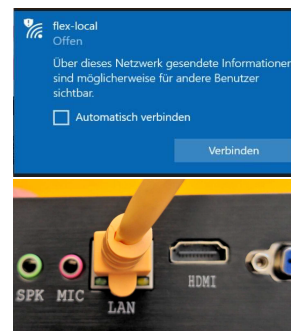 flex-local
Offen
Über dieses Netzwerk gesendete Informationen
sind möglicherweise für andere Benutzer
sichtbar.
Automatisch verbinden
Verbinden
SPK MIC LAN HDMI